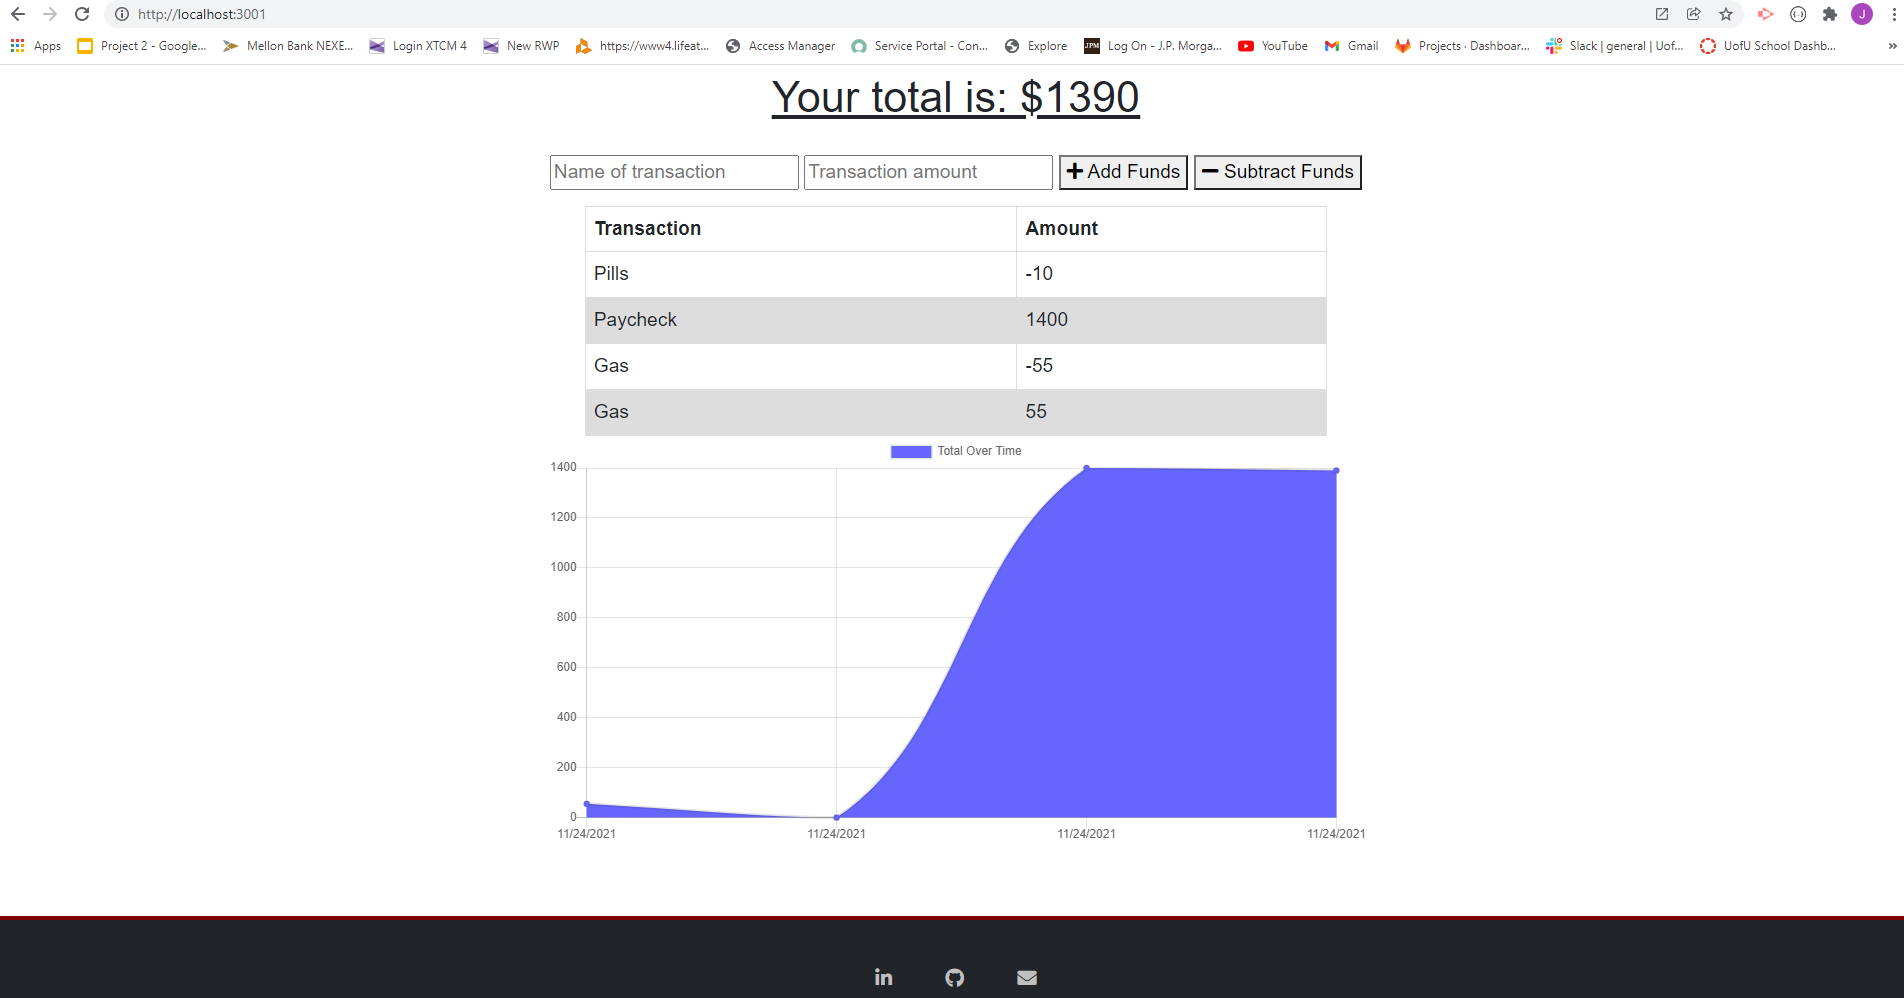 http://localhost:3001
J
Apps Project 2 - Google... Mellon Bank NEXE... Login XTCM 4 New RWP https://www4.lifeat... Access Manager Service Portal - Con... Explore JPM Log On - J.P. Morga... YouTube Gmail Projects · Dashboar... Slack | general | Uof... UofU School Dashb... »
Your total is: $1390
Name of transaction Transaction amount Add Funds Subtract Funds
Transaction Amount
Pills -10
Paycheck 1400
Gas -55
Gas 55
Total Over Time
1400
1200
1000
800
600
400
200
0
11/24/2021 11/24/2021 11/24/2021 11/24/2021
in